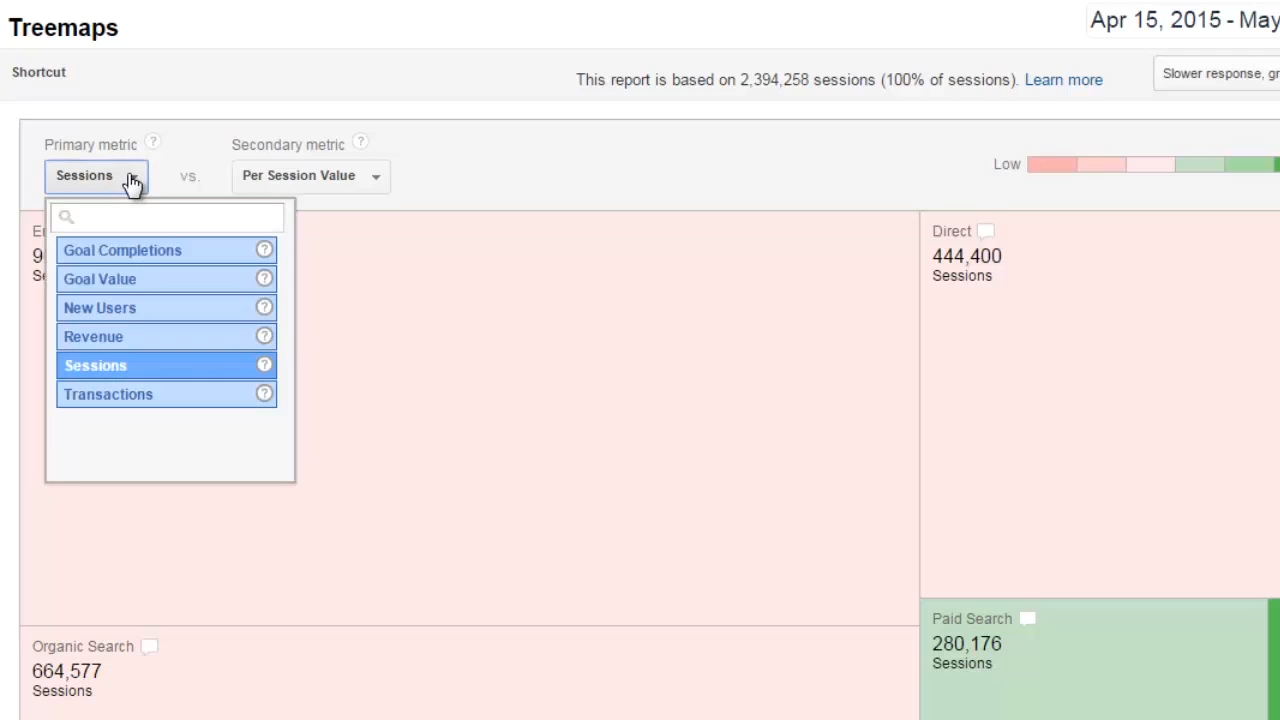 Treemaps
Apr 15, 2015 - May
Shortcut
This report is based on 2,394,258 sessions (100% of sessions). Learn more
Slower response, gr
Primary metric ?
Secondary metric ?
Sessions
vs.
Per Session Value
Low
Goal Completions ?
Goal Value ?
New Users ?
Revenue ?
Sessions ?
Transactions ?
Direct
444,400
Sessions
Organic Search
664,577
Sessions
Paid Search
280,176
Sessions